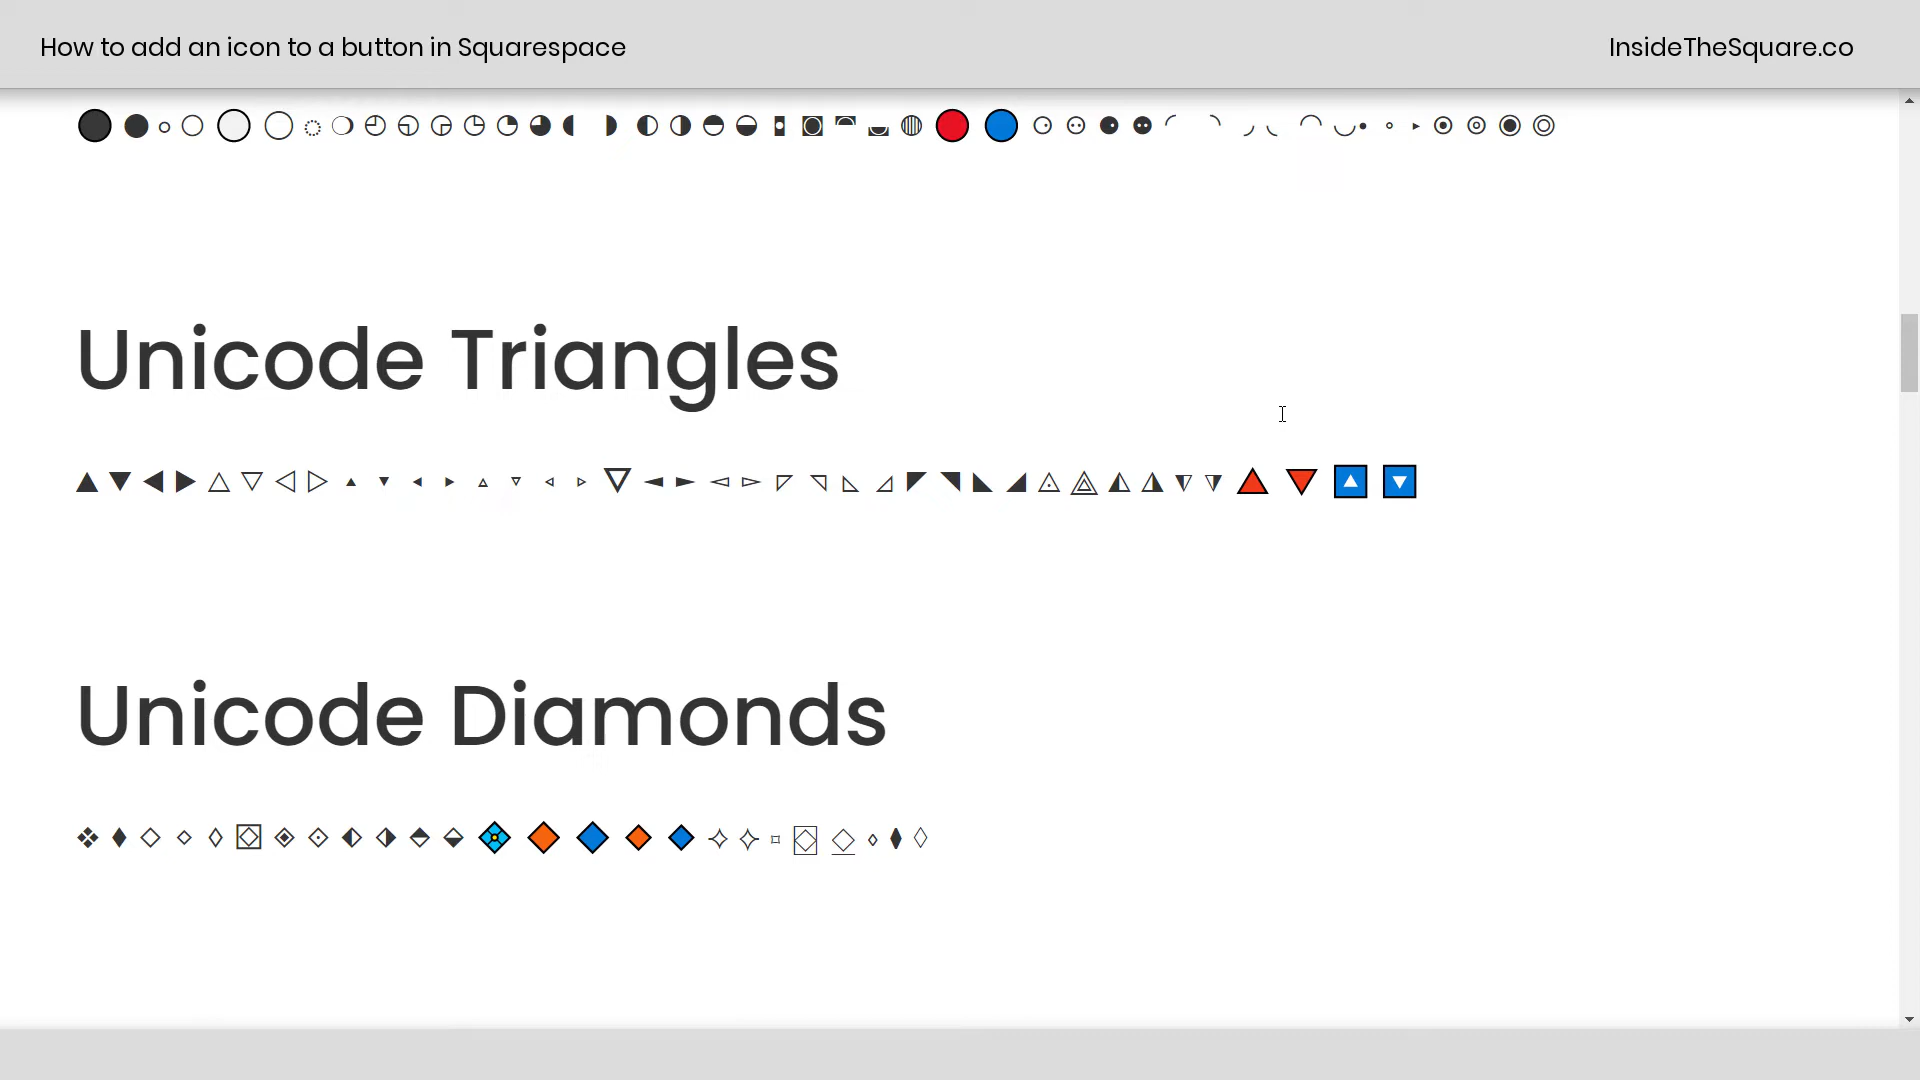 How to add an icon to a button in Squarespace
InsideTheSquare.co
Unicode Triangles
▲ ▼ ◀ ▶ △ ▽ ◁ ▷ ▴ ▾ ◂ ▸ ▵ ▿ ◃ ▹ ⛛ ◄ ► ◅ ▻ ◸ ◹ ◺ ◿ ◤ ◥ ◣ ◢ ◬ ⟁ ◭ ◮ ⧨ ⧩ 🔺 🔻 🔼 🔽
Unicode Diamonds